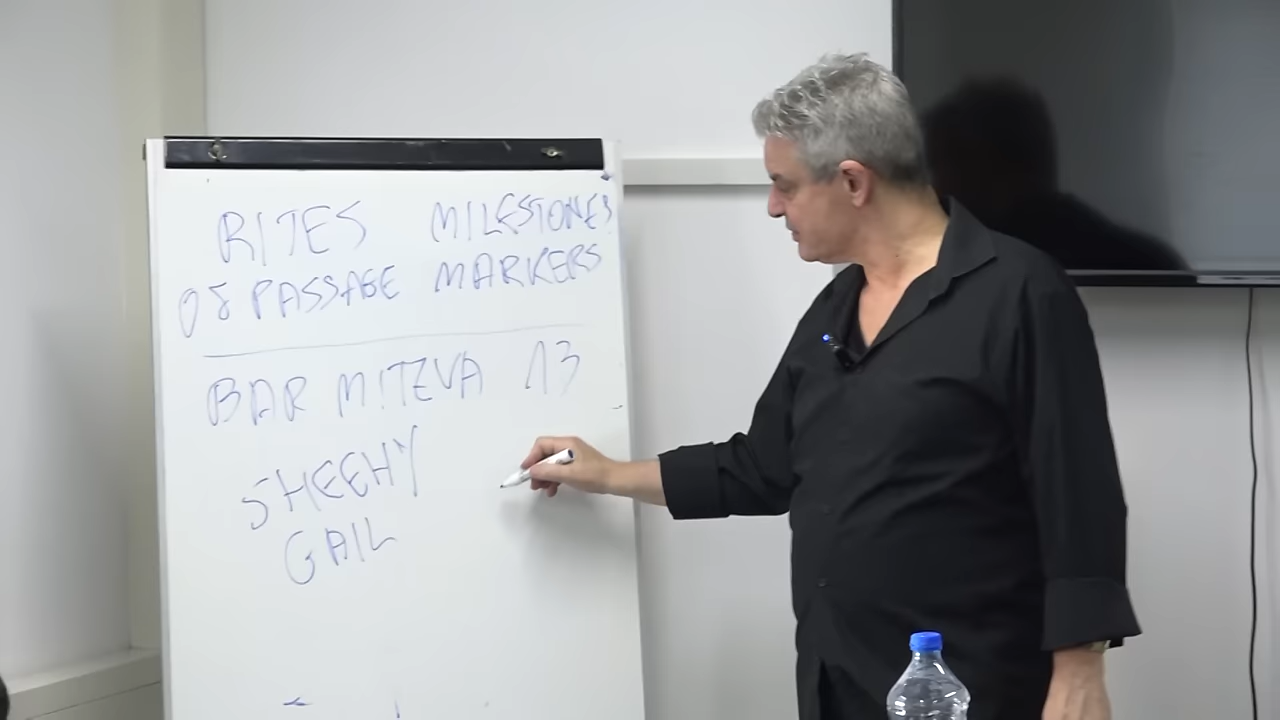 RITES MILESTONES
OF PASSAGE MARKERS
BAR MITZVA 13
SHEEHY
GAIL